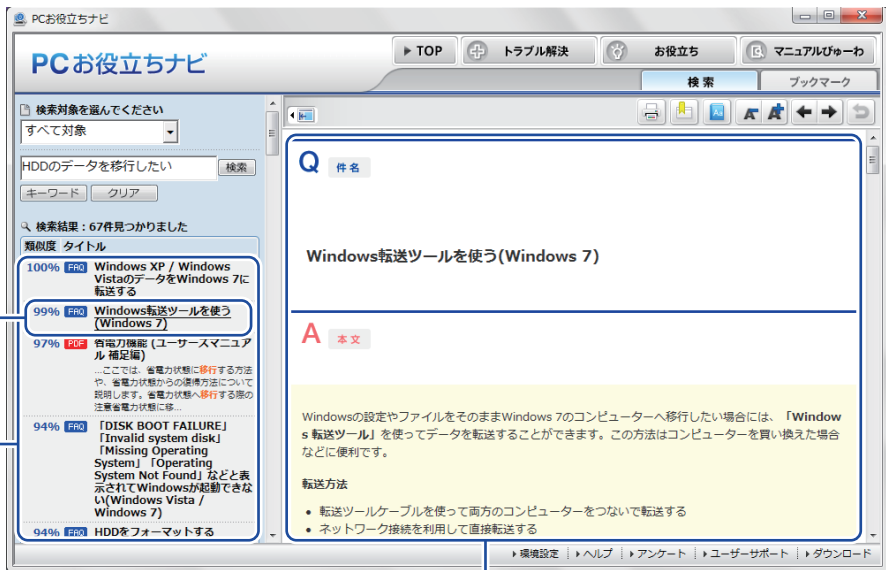 PCお役立ちナビ
PCお役立ちナビ
TOP
トラブル解決
お役立ち
マニュアルびゅーわ
検索
ブックマーク
検索対象を選んでください
すべて対象
HDDのデータを移行したい
検索
キーワード
クリア
検索結果：67件見つかりました
類似度 タイトル
100% FAQ Windows XP / Windows
VistaのデータをWindows 7に
転送する
99% FAQ Windows転送ツールを使う
(Windows 7)
97% PDF 省電力機能 (ユーザーズマニュア
ル 補足編)
...ここでは、省電力状態に移行する方法
や、省電力状態からの復帰方法について
説明します。省電力状態へ移行する際の
注意省電力状態に移...
94% FAQ 「DISK BOOT FAILURE」
「Invalid system disk」
「Missing Operating
System」「Operating
System Not Found」などと表
示されてWindowsが起動できな
い(Windows Vista /
Windows 7)
94% FAQ HDDをフォーマットする
Q 件名
Windows転送ツールを使う(Windows 7)
A 本文
Windowsの設定やファイルをそのままWindows 7のコンピューターへ移行したい場合には、「Window
s 転送ツール」を使ってデータを転送することができます。この方法はコンピューターを買い換えた場合
などに便利です。
転送方法
• 転送ツールケーブルを使って両方のコンピューターをつないで転送する
• ネットワーク接続を利用して直接転送する
環境設定
ヘルプ
アンケート
ユーザーサポート
ダウンロード